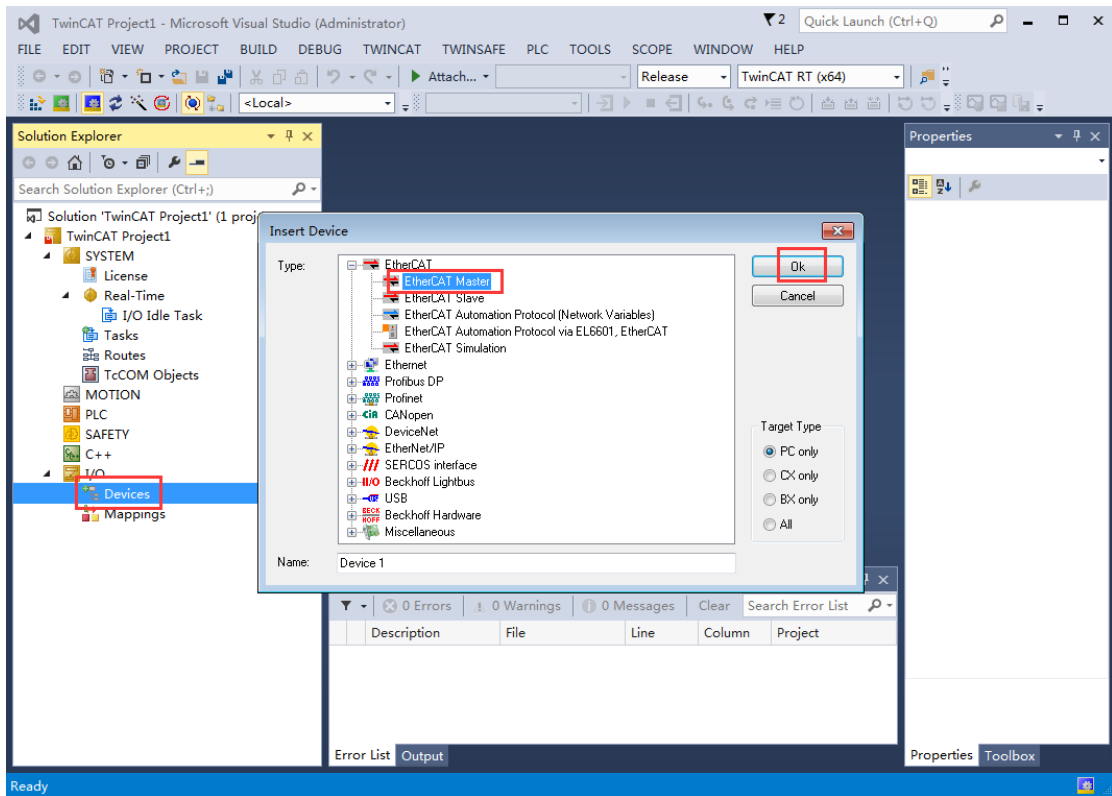 TwinCAT Project1 - Microsoft Visual Studio (Administrator)
2
Quick Launch (Ctrl+Q)
FILE EDIT VIEW PROJECT BUILD DEBUG TWINCAT TWINSAFE PLC TOOLS SCOPE WINDOW HELP
Attach...
Release
TwinCAT RT (x64)
<Local>
Solution Explorer
Search Solution Explorer (Ctrl+;)
Solution 'TwinCAT Project1' (1 proj
TwinCAT Project1
SYSTEM
License
Real-Time
I/O Idle Task
Tasks
Routes
TcCOM Objects
MOTION
PLC
SAFETY
C++
I/O
Devices
Mappings
Insert Device
Type:
EtherCAT
EtherCAT Master
EtherCAT Slave
EtherCAT Automation Protocol (Network Variables)
EtherCAT Automation Protocol via EL6601, EtherCAT
EtherCAT Simulation
Ethernet
Profibus DP
Profinet
CANopen
DeviceNet
EtherNet/IP
SERCOS interface
Beckhoff Lightbus
USB
Beckhoff Hardware
Miscellaneous
Ok
Cancel
Target Type
PC only
CX only
BX only
All
Name:
Device 1
0 Errors
0 Warnings
0 Messages
Clear
Search Error List
Description File Line Column Project
Error List Output
Properties
Properties Toolbox
Ready